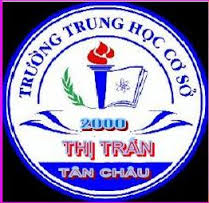 TRƯỜNG TRUNG HỌC CƠ SỞ
2000
THỊ TRẤN
TÂN CHÂU